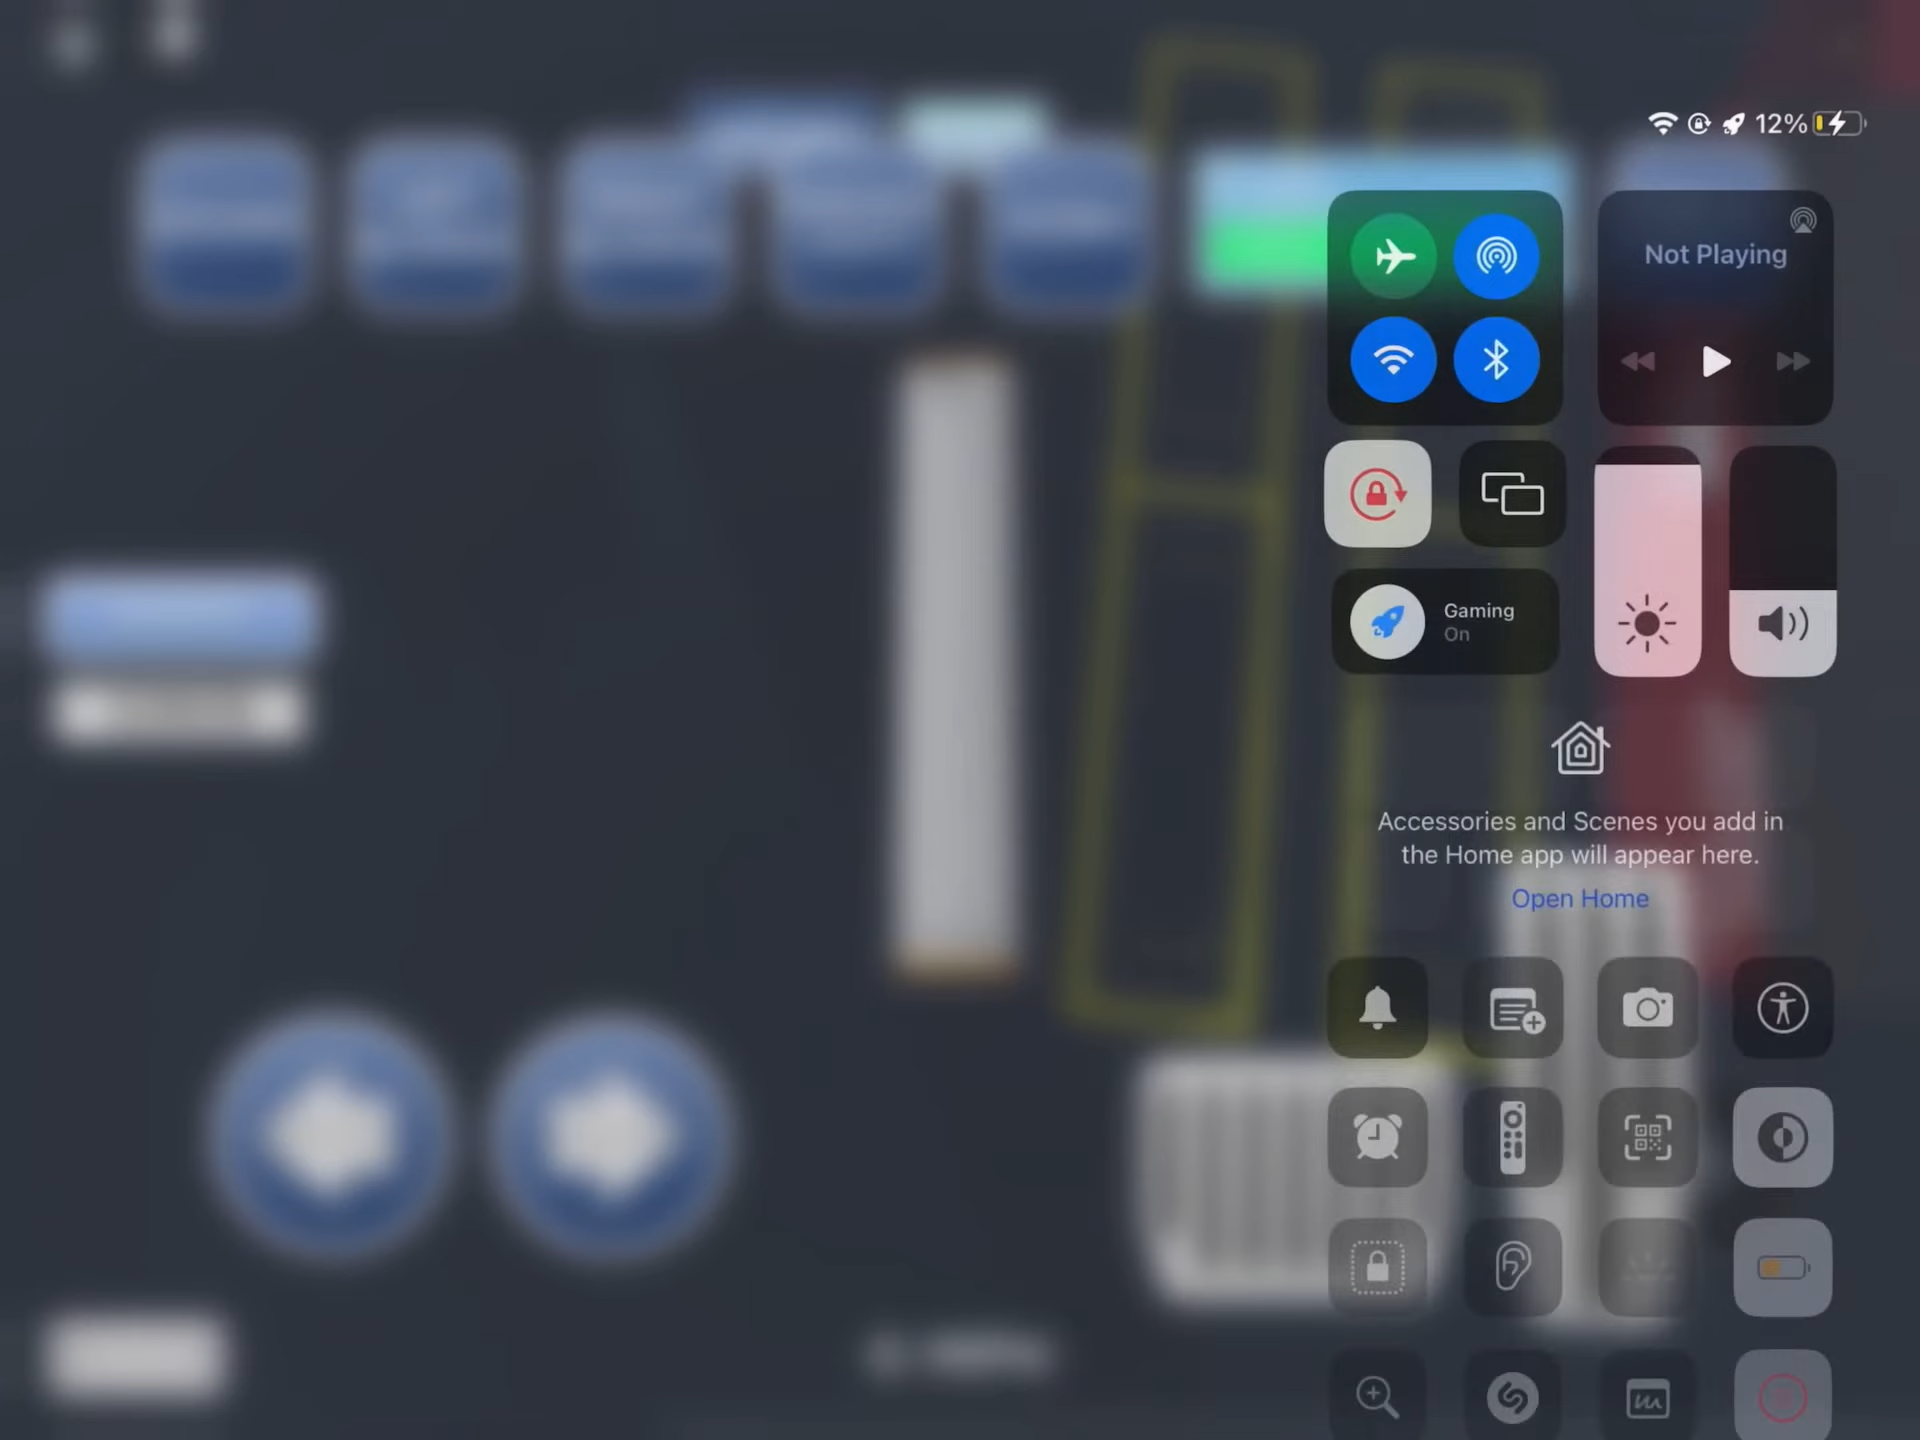 12%
Not Playing
Gaming
On
Accessories and Scenes you add in
the Home app will appear here.
Open Home